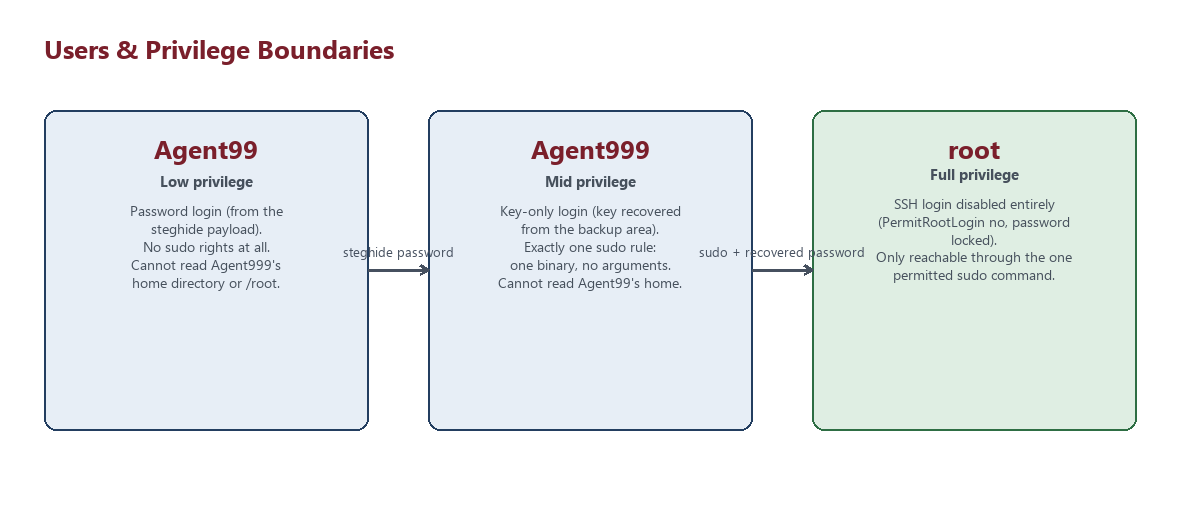 Users & Privilege Boundaries
Agent99
Low privilege
Password login (from the
steghide payload).
No sudo rights at all.
Cannot read Agent999's
home directory or /root.
steghide password
Agent999
Mid privilege
Key-only login (key recovered
from the backup area).
Exactly one sudo rule:
one binary, no arguments.
Cannot read Agent99's home.
sudo + recovered password
root
Full privilege
SSH login disabled entirely
(PermitRootLogin no, password
locked).
Only reachable through the one
permitted sudo command.